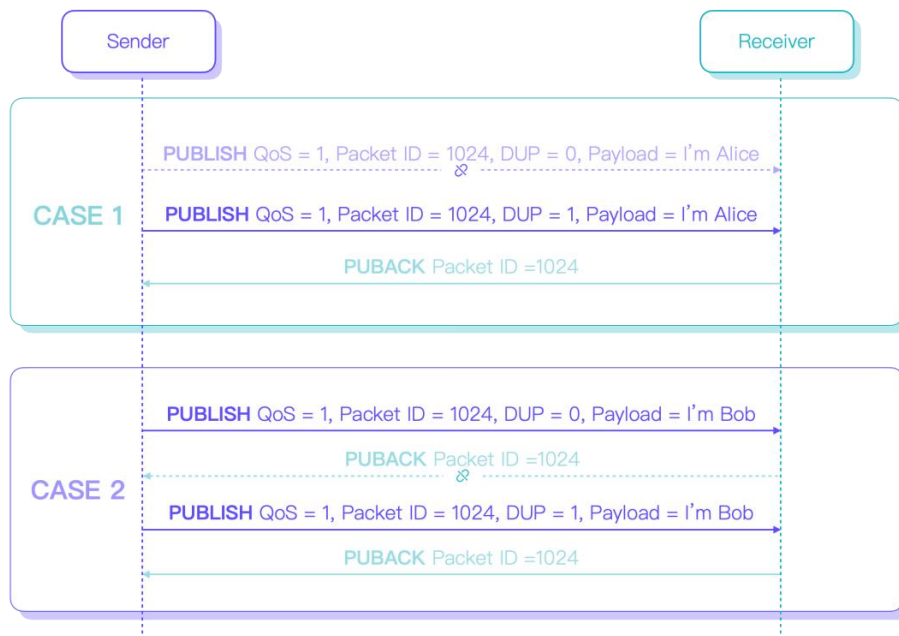 Sender
Receiver
CASE 1
PUBLISH QoS = 1, Packet ID = 1024, DUP = 0, Payload = I'm Alice
PUBLISH QoS = 1, Packet ID = 1024, DUP = 1, Payload = I'm Alice
PUBACK Packet ID =1024
CASE 2
PUBLISH QoS = 1, Packet ID = 1024, DUP = 0, Payload = I'm Bob
PUBACK Packet ID =1024
PUBLISH QoS = 1, Packet ID = 1024, DUP = 1, Payload = I'm Bob
PUBACK Packet ID =1024